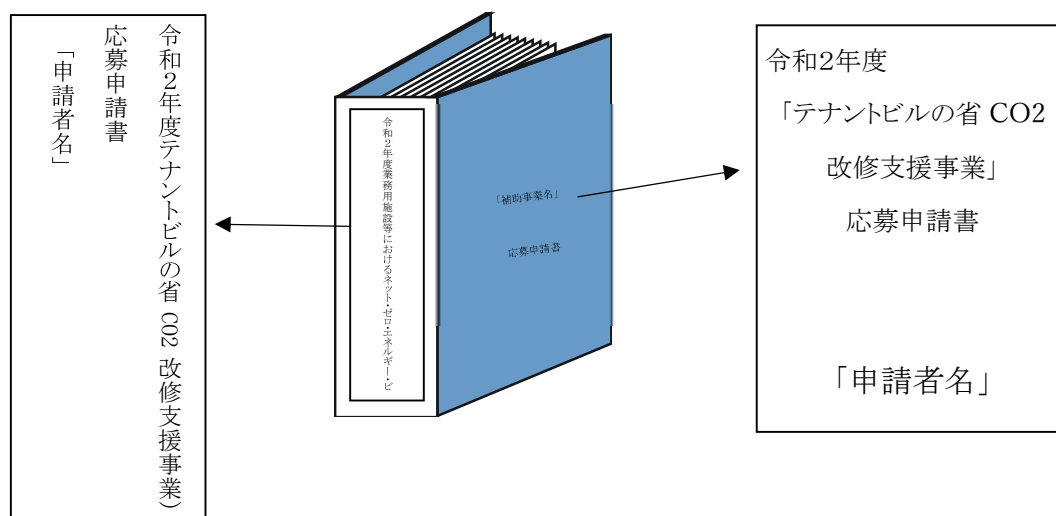 令和2年度テナントビルの省 CO2 改修支援事業）
応募申請書
「申請者名」
令和2年度業務用施設等におけるネット・ゼロ・エネルギー・ビ
「補助事業名」
応募申請書
令和2年度
「テナントビルの省 CO2
改修支援事業」
応募申請書
「申請者名」